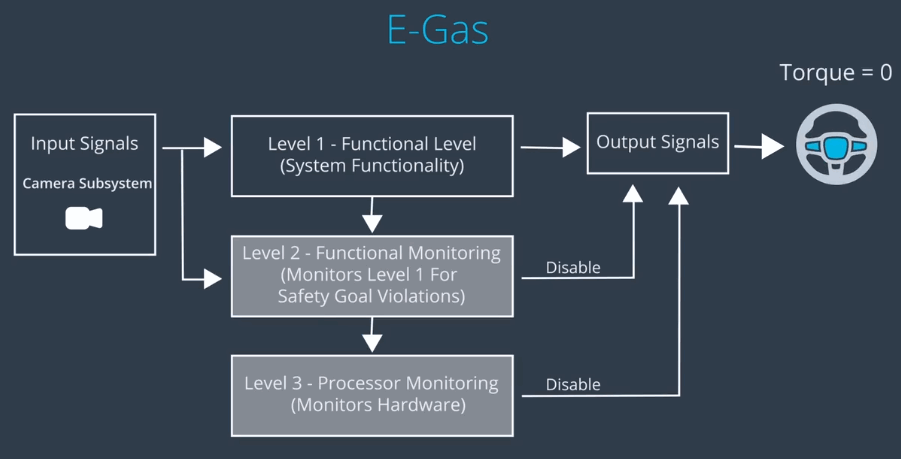 E-Gas
Torque = 0
Input Signals
Camera Subsystem
Level 1 - Functional Level
(System Functionality)
Output Signals
Level 2 - Functional Monitoring
(Monitors Level 1 For
Safety Goal Violations)
Disable
Level 3 - Processor Monitoring
(Monitors Hardware)
Disable